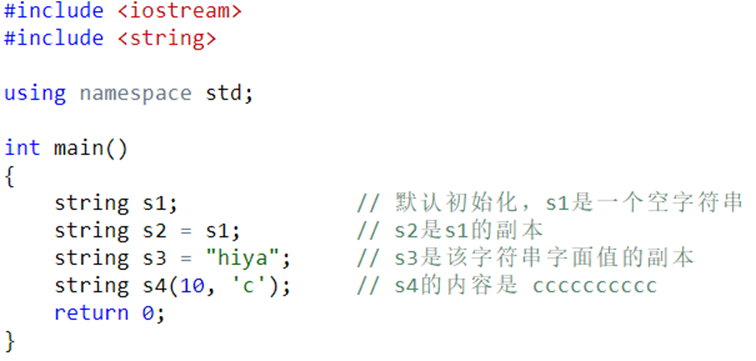 #include <iostream>
#include <string>
using namespace std;
int main()
{
string s1; // 默认初始化，s1是一个空字符串
string s2 = s1; // s2是s1的副本
string s3 = "hiya"; // s3是该字符串字面值的副本
string s4(10, 'c'); // s4的内容是 cccccccccc
return 0;
}